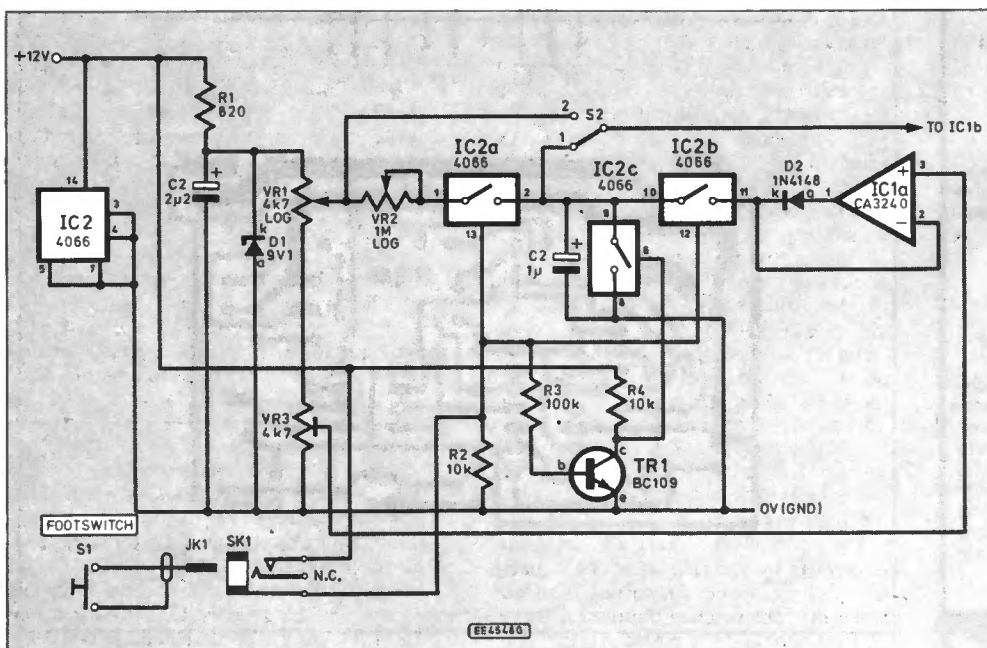 +12V
R1
820
2
S2
1
TO IC1b
IC2a
4066
IC2c
4066
IC2b
4066
D2
1N4148
k
a
1
3
+
IC1a
CA3240
−
2
14
IC2
4066
3
4
5
7
+
C2
2µ2
k
D1
9V1
a
VR1
4k7
LOG
VR2
1M
LOG
1
2
13
9
8
10
11
12
+
C2
1µ
VR3
4k7
R2
10k
R3
100k
R4
10k
b
c
e
TR1
BC109
0V(GND)
FOOTSWITCH
S1
JK1
SK1
N.C.
EE4548G